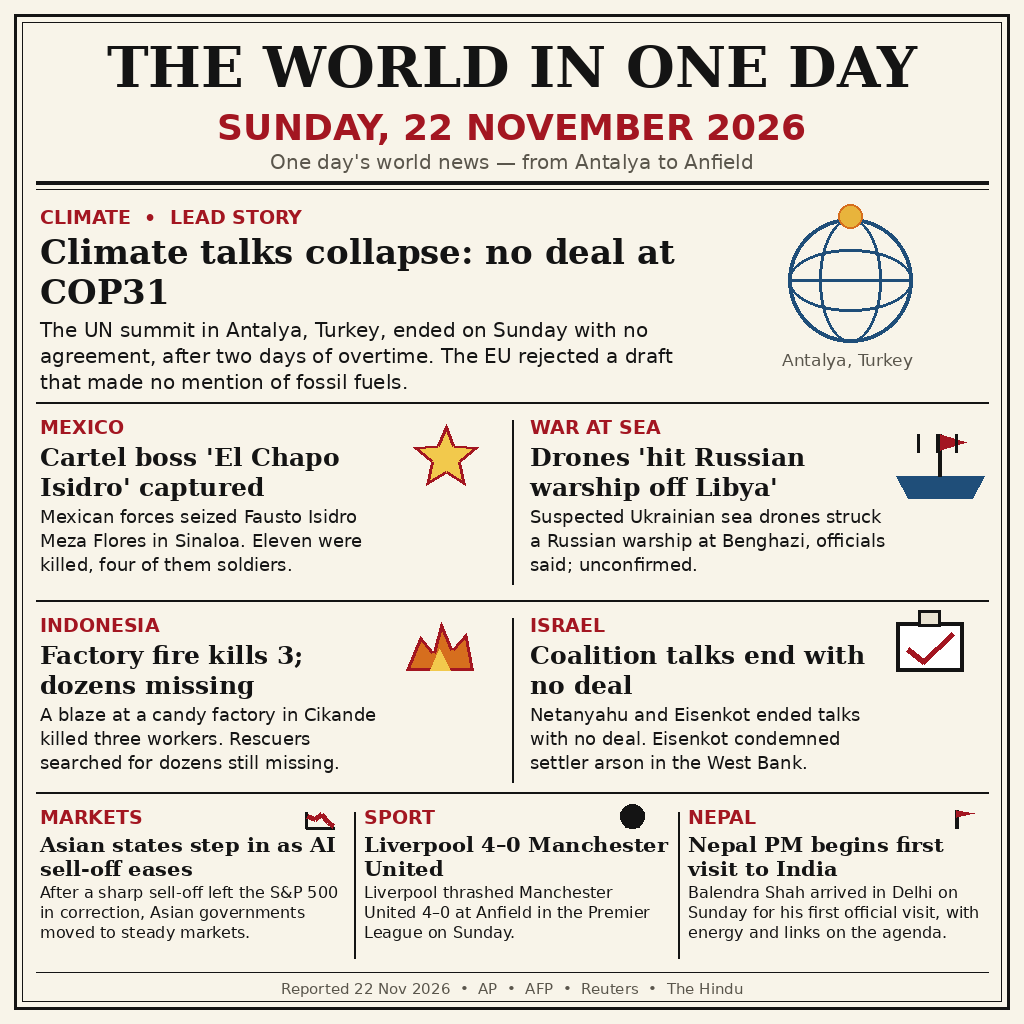 THE WORLD IN ONE DAY
SUNDAY, 22 NOVEMBER 2026
One day's world news — from Antalya to Anfield
CLIMATE • LEAD STORY
Climate talks collapse: no deal at
COP31
The UN summit in Antalya, Turkey, ended on Sunday with no
agreement, after two days of overtime. The EU rejected a draft
that made no mention of fossil fuels.
Antalya, Turkey
MEXICO
Cartel boss 'El Chapo
Isidro' captured
Mexican forces seized Fausto Isidro
Meza Flores in Sinaloa. Eleven were
killed, four of them soldiers.
WAR AT SEA
Drones 'hit Russian
warship off Libya'
Suspected Ukrainian sea drones struck
a Russian warship at Benghazi, officials
said; unconfirmed.
INDONESIA
Factory fire kills 3;
dozens missing
A blaze at a candy factory in Cikande
killed three workers. Rescuers
searched for dozens still missing.
ISRAEL
Coalition talks end with
no deal
Netanyahu and Eisenkot ended talks
with no deal. Eisenkot condemned
settler arson in the West Bank.
MARKETS
Asian states step in as AI
sell-off eases
After a sharp sell-off left the S&P 500
in correction, Asian governments
moved to steady markets.
SPORT
Liverpool 4–0 Manchester
United
Liverpool thrashed Manchester
United 4–0 at Anfield in the Premier
League on Sunday.
NEPAL
Nepal PM begins first
visit to India
Balendra Shah arrived in Delhi on
Sunday for his first official visit, with
energy and links on the agenda.
Reported 22 Nov 2026 • AP • AFP • Reuters • The Hindu